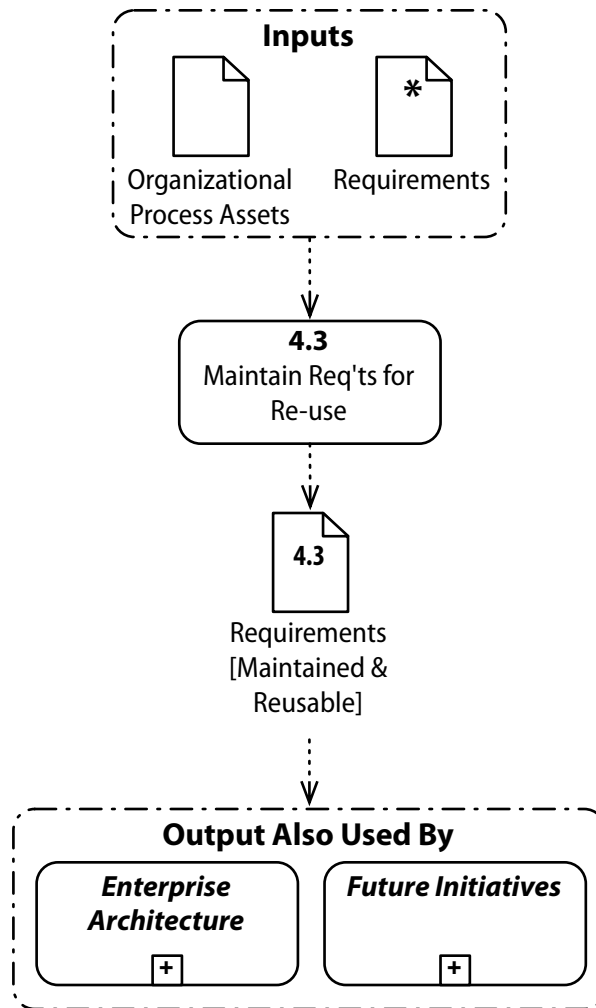 Inputs
*
Organizational
Process Assets
Requirements
4.3
Maintain Req'ts for
Re-use
4.3
Requirements
[Maintained &
Reusable]
Output Also Used By
Enterprise
Architecture
+
Future Initiatives
+